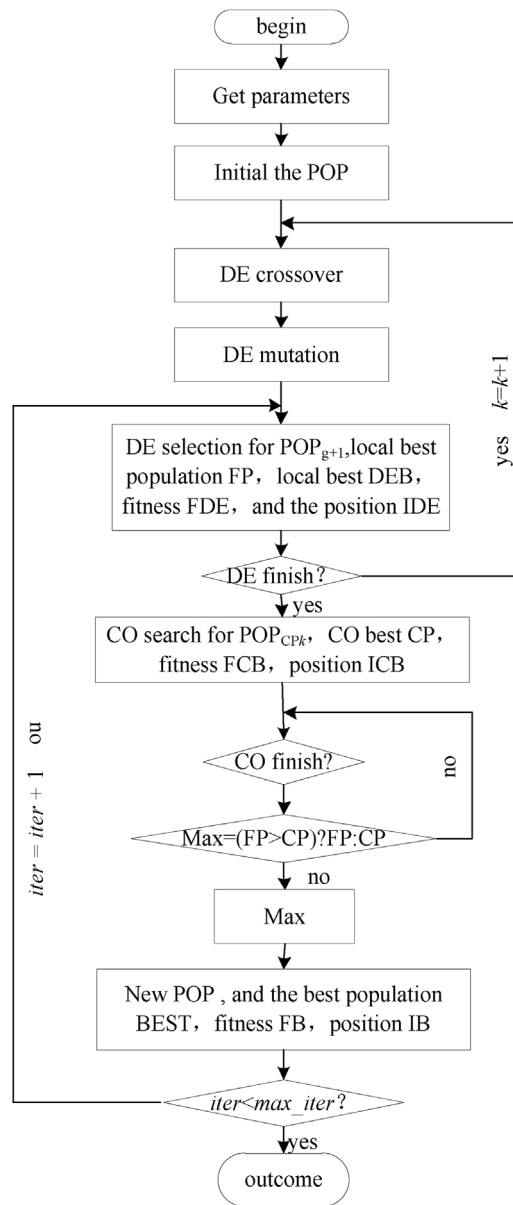 begin
Get parameters
Initial the POP
DE crossover
DE mutation
yes k=k+1
DE selection for POPg+1,local best
population FP，local best DEB，
fitness FDE，and the position IDE
DE finish？
yes
CO search for POPCPk，CO best CP，
fitness FCB，position ICB
CO finish?
no
Max=(FP>CP)?FP:CP
no
Max
iter = iter + 1 ou
New POP , and the best population
BEST，fitness FB，position IB
iter<max_iter？
yes
outcome